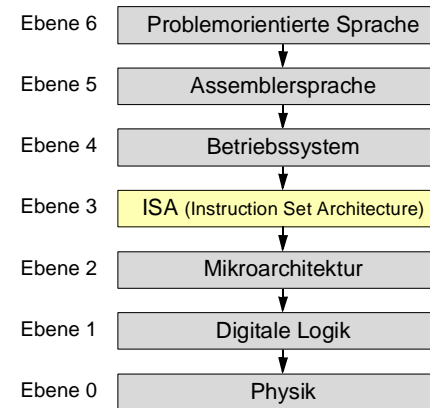 Ebene 6 Problemorientierte Sprache
Ebene 5 Assemblersprache
Ebene 4 Betriebssystem
Ebene 3 ISA (Instruction Set Architecture)
Ebene 2 Mikroarchitektur
Ebene 1 Digitale Logik
Ebene 0 Physik